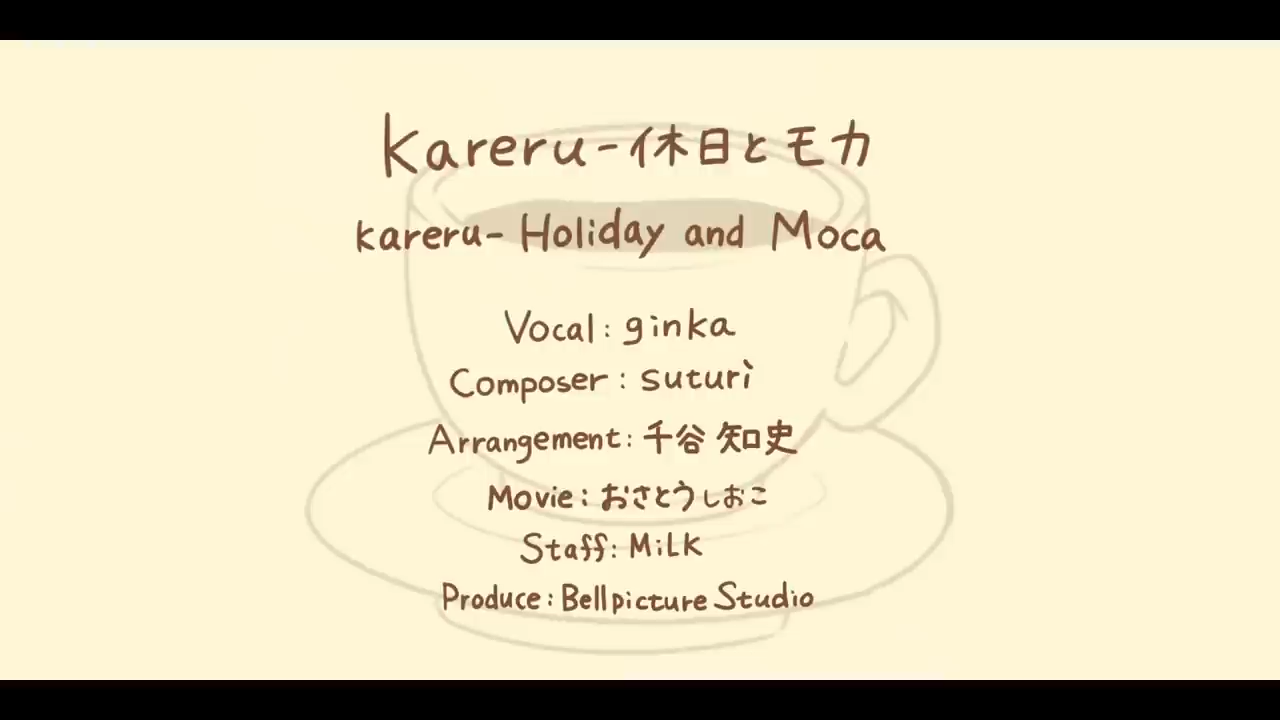 kareru-休日とモカ
kareru- Holiday and Moca
Vocal: ginka
Composer: suturi
Arrangement: 千谷 知史
Movie: おさとうしおこ
Staff: MiLK
Produce: Bellpicture Studio